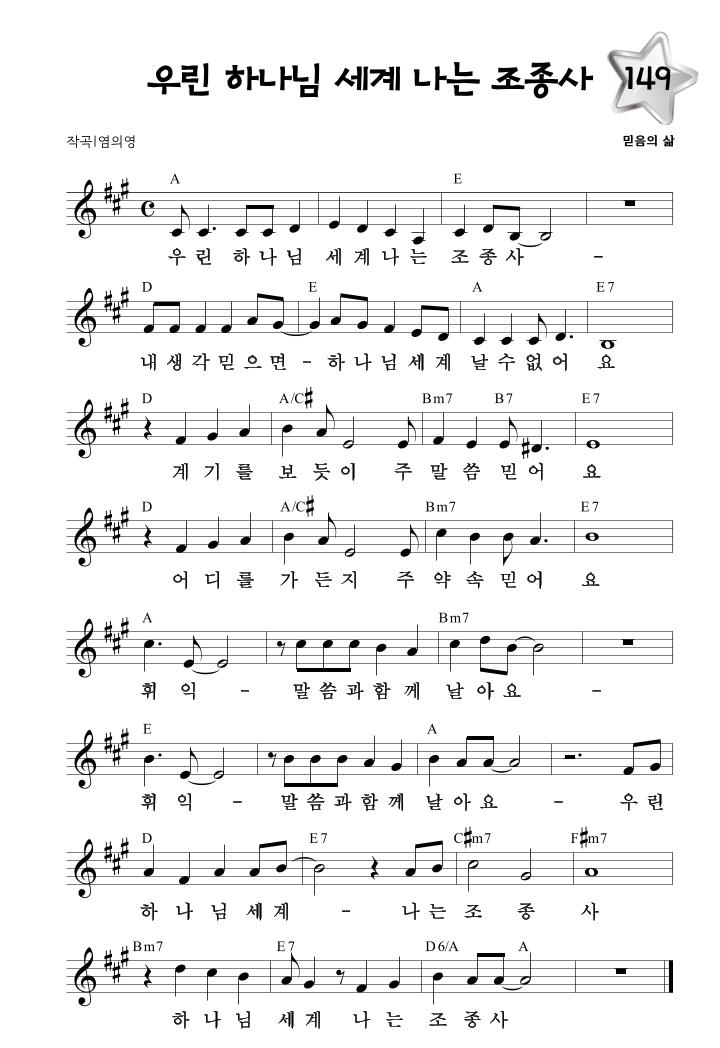 우린 하나님 세계 나는 조종사 149
작곡|염의영 믿음의 삶
A E
우 린 하 나 님 세 계 나 는 조 종 사 -
D E A E7
내 생 각 믿 으 면 - 하 나 님 세 계 날 수 없 어 요
D A/C♯ Bm7 B7 E7
계 기 를 보 듯 이 주 말 씀 믿 어 요
D A/C♯ Bm7 E7
어 디 를 가 든 지 주 약 속 믿 어 요
A Bm7
휘 익 - 말 씀 과 함 께 날 아 요 -
E A
휘 익 - 말 씀 과 함 께 날 아 요 - 우 린
D E7 C♯m7 F♯m7
하 나 님 세 계 - 나 는 조 종 사
Bm7 E7 D6/A A
하 나 님 세 계 나 는 조 종 사